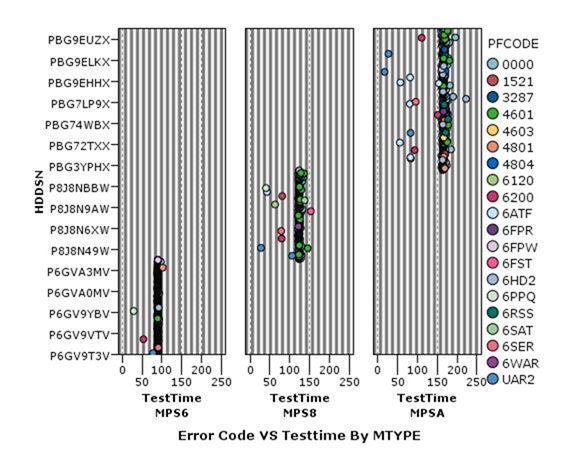 PBG9EUZX
PBG9ELKX
PBG9EHHX
PBG7LP9X
PBG74WBX
PBG72TXX
PBG3YPHX
P8J8NBBW
P8J8N9AW
P8J8N6XW
P8J8N49W
P6GVA3MV
P6GVA0MV
P6GV9YBV
P6GV9VTV
P6GV9T3V
HDDSN
0 50 100 150 200 250
TestTime
MPS6
0 50 100 150 200 250
TestTime
MPS8
0 50 100 150 200 250
TestTime
MPSA
PFCODE
0000
1521
3287
4601
4603
4801
4804
6120
6200
6ATF
6FPR
6FPW
6FST
6HD2
6PPQ
6RSS
6SAT
6SER
6WAR
UAR2
Error Code VS Testtime By MTYPE